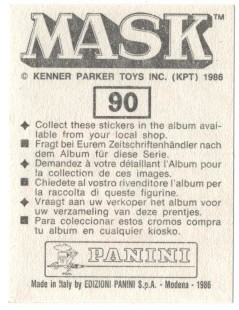 MASK™
© KENNER PARKER TOYS INC. (KPT) 1986
90
Collect these stickers in the album avai-
lable from your local shop.
Fragt bei Eurem Zeitschriftenhändler nach
dem Album für diese Serie.
Demandez à votre détaillant l'Album pour
la collection de ces images.
Chiedete al vostro rivenditore l'album per
la raccolta di queste figurine.
Vraagt aan uw verkoper het album voor
uw verzameling van deze prentjes.
Para coleccionar estos cromos compra
tu album en cualquier kiosko.
PANINI
Made in Italy by EDIZIONI PANINI S.p.A. - Modena - 1986